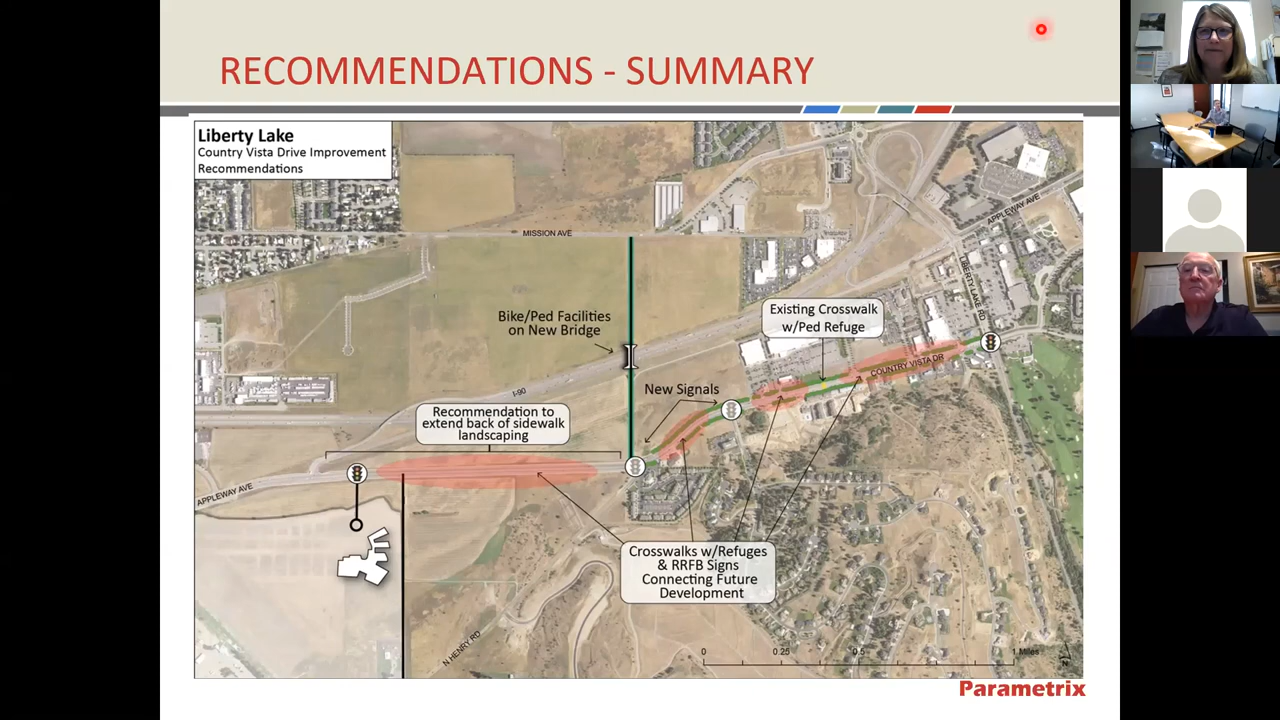 RECOMMENDATIONS - SUMMARY
Liberty Lake
Country Vista Drive Improvement
Recommendations
MISSION AVE
APPLEWAY AVE
LIBERTY LAKE RD
Bike/Ped Facilities
on New Bridge
Existing Crosswalk
w/Ped Refuge
COUNTRY VISTA DR
I-90
New Signals
Recommendation to
extend back of sidewalk
landscaping
APPLEWAY AVE
Crosswalks w/Refuges
& RRFB Signs
Connecting Future
Development
N HENRY RD
0 0.25 0.5 1 Miles
N
Parametrix